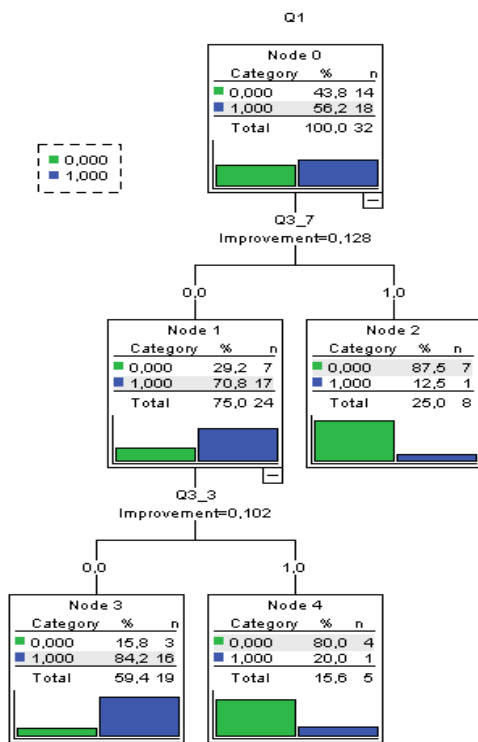 Q1
Node 0
Category % n
0,000 43,8 14
1,000 56,2 18
Total 100,0 32
0,000
1,000
Q3_7
Improvement=0,128
0,0 1,0
Node 1
Category % n
0,000 29,2 7
1,000 70,8 17
Total 75,0 24
Node 2
Category % n
0,000 87,5 7
1,000 12,5 1
Total 25,0 8
Q3_3
Improvement=0,102
0,0 1,0
Node 3
Category % n
0,000 15,8 3
1,000 84,2 16
Total 59,4 19
Node 4
Category % n
0,000 80,0 4
1,000 20,0 1
Total 15,6 5